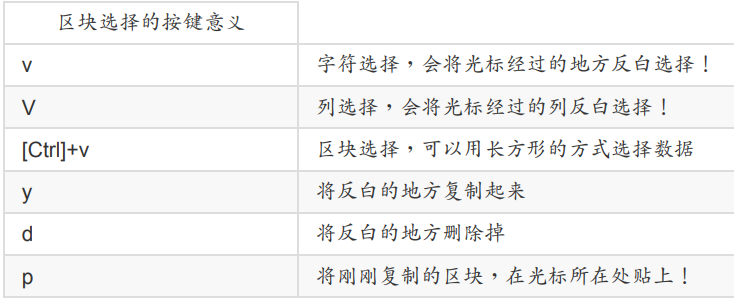 区块选择的按键意义
v 字符选择，会将光标经过的地方反白选择！
V 列选择，会将光标经过的列反白选择！
[Ctrl]+v 区块选择，可以用长方形的方式选择数据
y 将反白的地方复制起来
d 将反白的地方删除掉
p 将刚刚复制的区块，在光标所在处贴上！